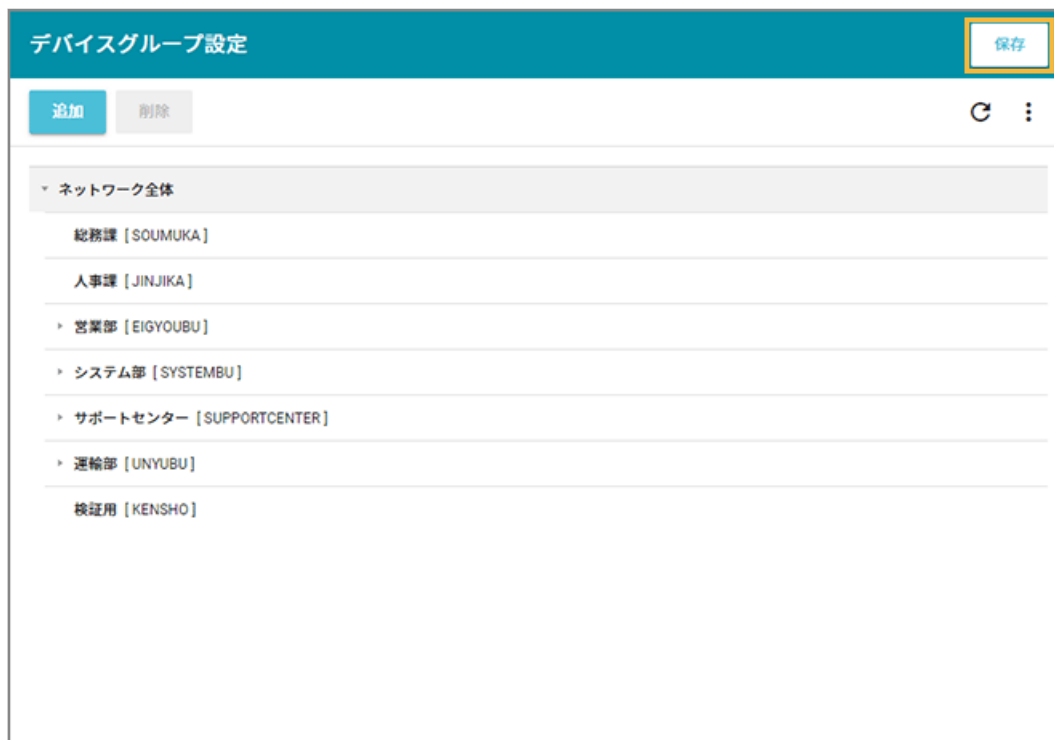 デバイスグループ設定
保存
追加 削除
ネットワーク全体
総務課 [ SOUMUKA ]
人事課 [ JINJIKA ]
営業部 [ EIGYOUBU ]
システム部 [ SYSTEMBU ]
サポートセンター [ SUPPORTCENTER ]
運輸部 [ UNYUBU ]
検証用 [ KENSHO ]